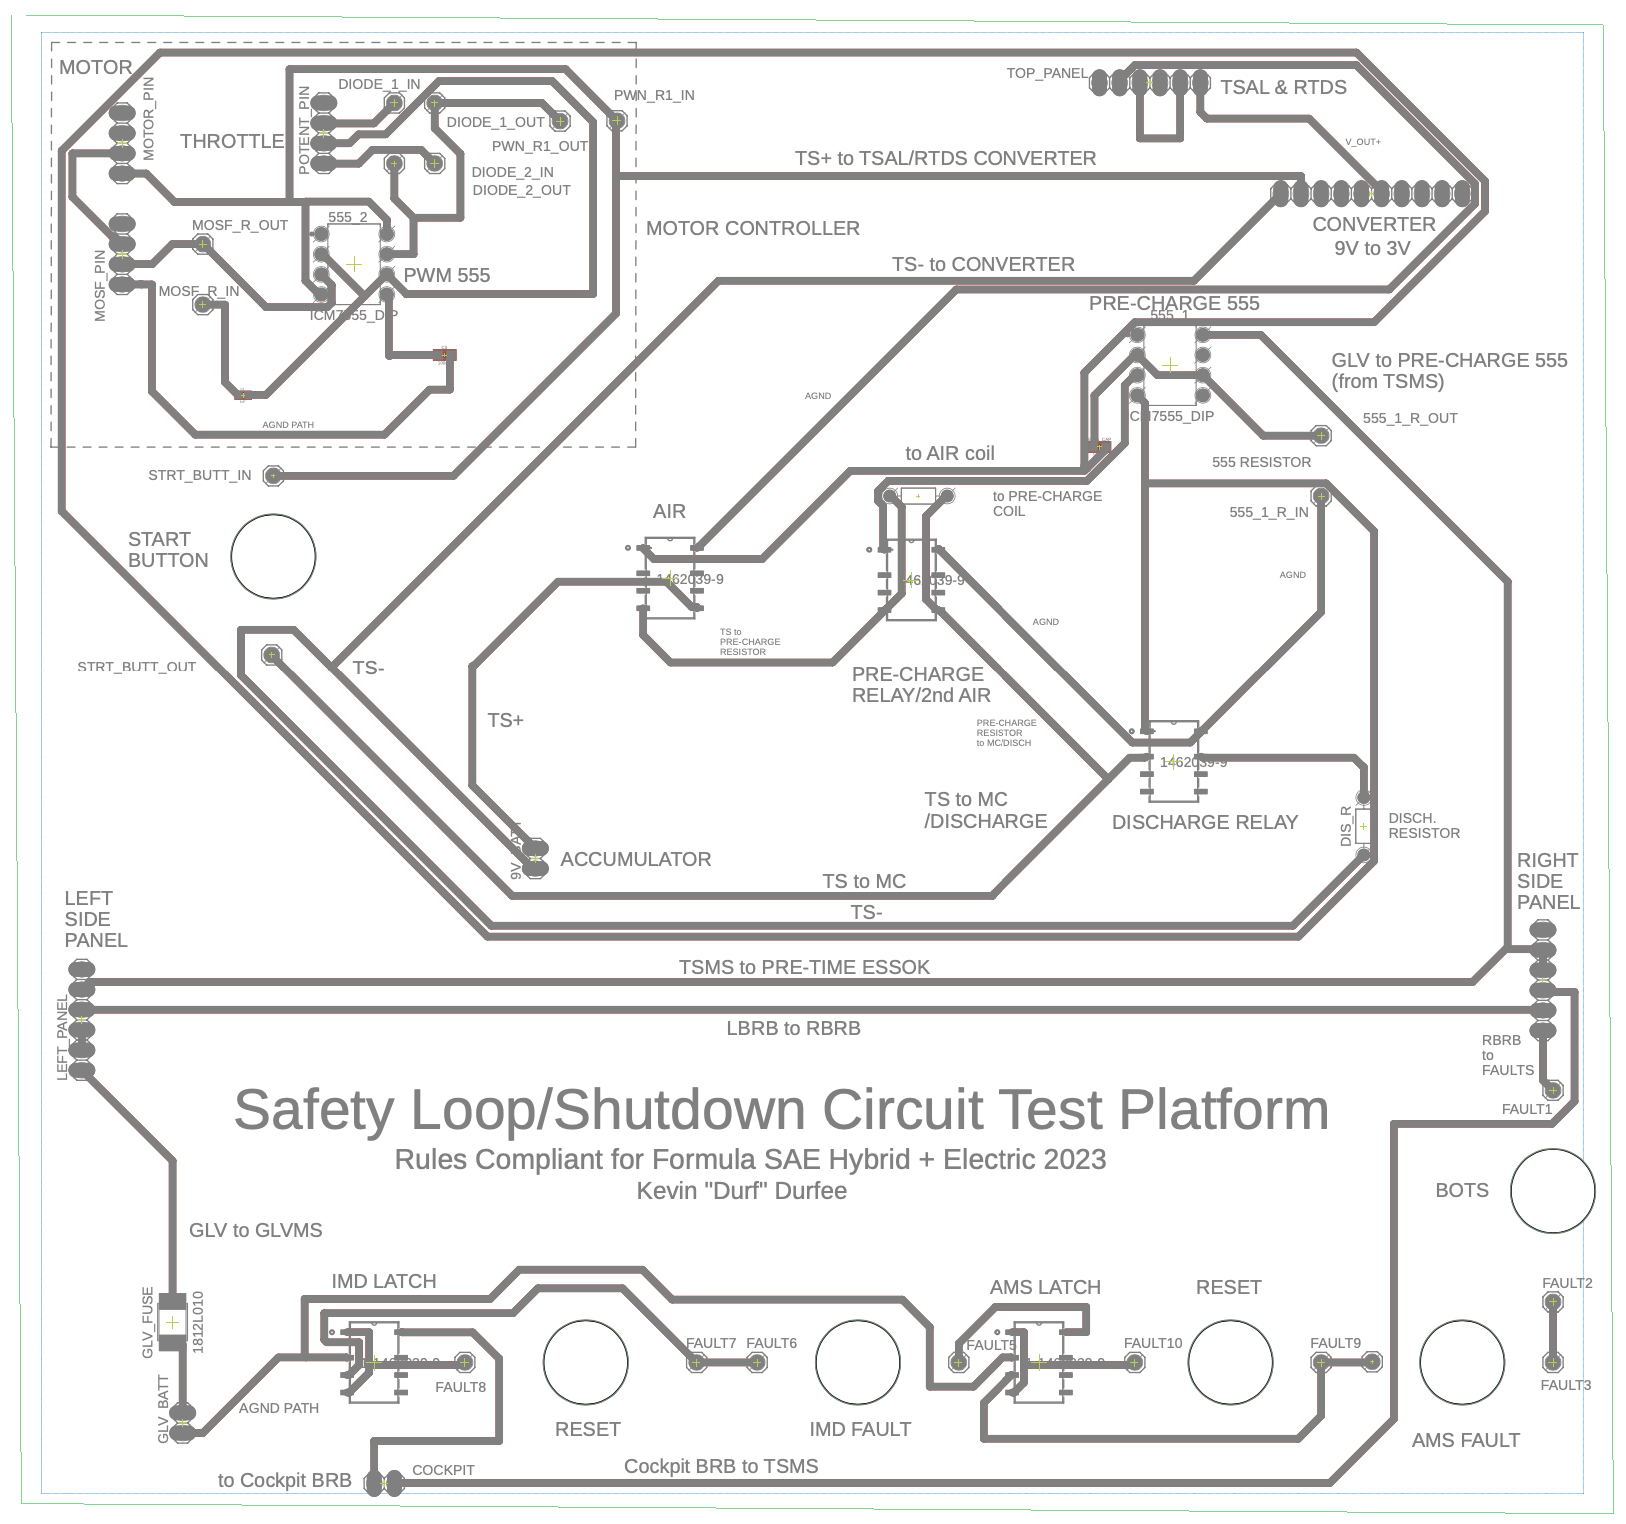 MOTOR
MOTOR_PIN
THROTTLE
POTENT_PIN
DIODE_1_IN
DIODE_1_OUT
PWN_R1_IN
PWN_R1_OUT
DIODE_2_IN
DIODE_2_OUT
TOP_PANEL
TSAL & RTDS
V_OUT+
TS+ to TSAL/RTDS CONVERTER
CONVERTER
9V to 3V
MOSF_R_OUT
555_2
MOTOR CONTROLLER
MOSF_PIN
MOSF_R_IN
PWM 555
ICM7555_DIP
TS- to CONVERTER
PRE-CHARGE 555
555_1
GLV to PRE-CHARGE 555
(from TSMS)
AGND
CM7555_DIP
555_1_R_OUT
AGND PATH
to AIR coil
555 RESISTOR
STRT_BUTT_IN
to PRE-CHARGE
COIL
555_1_R_IN
AIR
START
BUTTON
1462039-9
462039-9
AGND
AGND
TS to
PRE-CHARGE
RESISTOR
STRT_BUTT_OUT
TS-
PRE-CHARGE
RELAY/2nd AIR
TS+
PRE-CHARGE
RESISTOR
to MC/DISCH
1462039-9
TS to MC
/DISCHARGE
DISCHARGE RELAY
DIS_R
DISCH.
RESISTOR
ACCUMULATOR
TS to MC
TS-
LEFT
SIDE
PANEL
RIGHT
SIDE
PANEL
TSMS to PRE-TIME ESSOK
LEFT_PANEL
LBRB to RBRB
RBRB
to
FAULTS
FAULT1
Safety Loop/Shutdown Circuit Test Platform
Rules Compliant for Formula SAE Hybrid + Electric 2023
Kevin "Durf" Durfee
BOTS
GLV to GLVMS
IMD LATCH
AMS LATCH
RESET
FAULT2
GLV_FUSE
1812L010
FAULT7
FAULT6
FAULT5
FAULT10
FAULT9
FAULT8
FAULT3
GLV_BATT
AGND PATH
RESET
IMD FAULT
AMS FAULT
to Cockpit BRB
COCKPIT
Cockpit BRB to TSMS